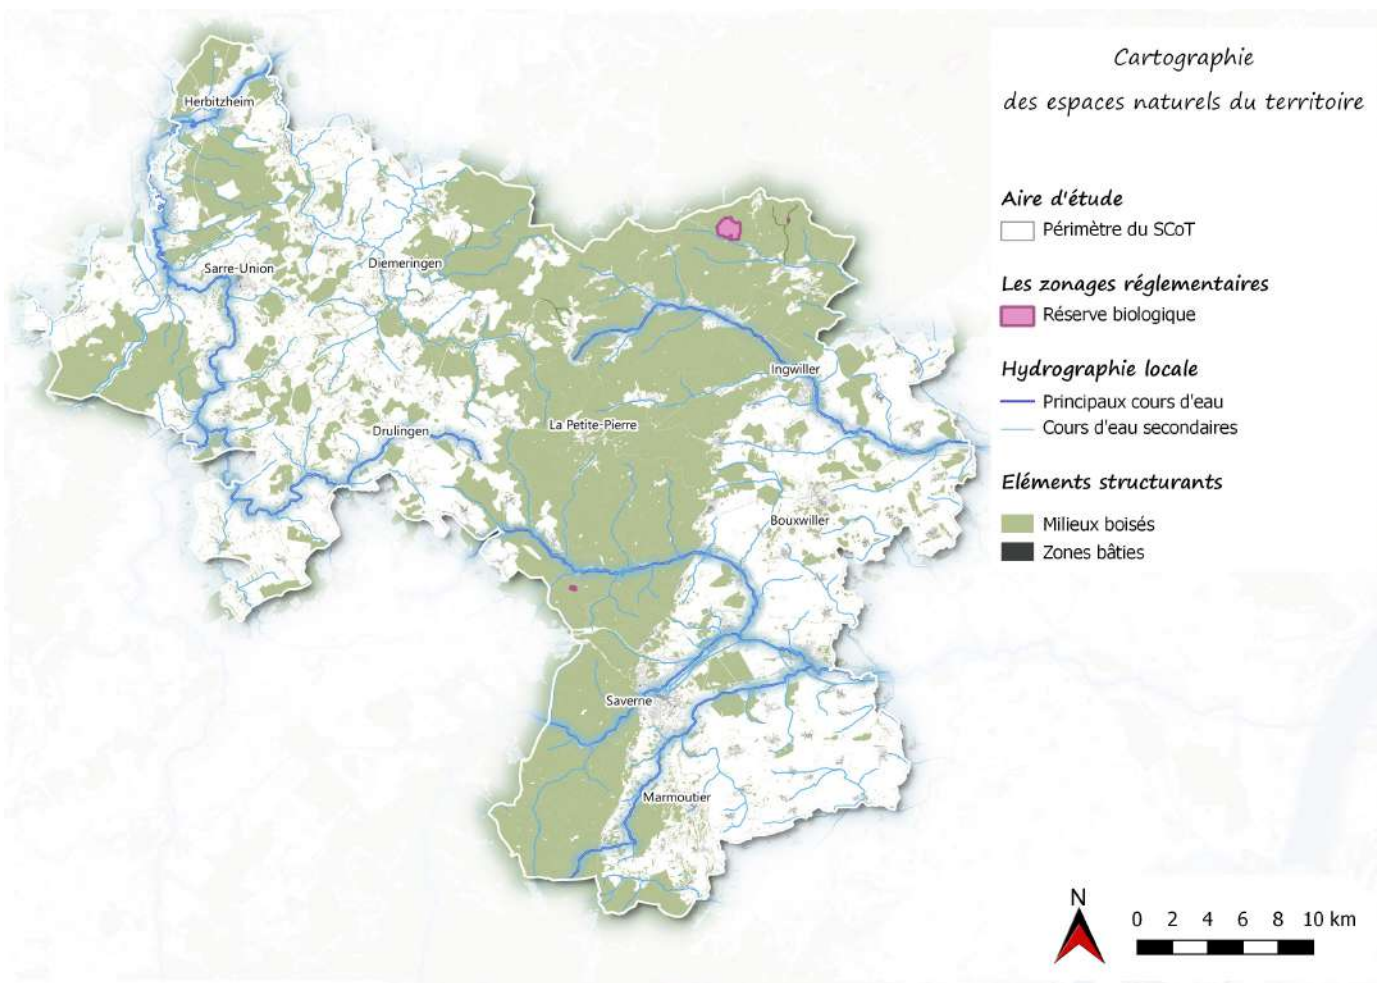 Cartographie
des espaces naturels du territoire
Aire d'étude
Périmètre du SCoT
Les zonages réglementaires
Réserve biologique
Hydrographie locale
Principaux cours d'eau
Cours d'eau secondaires
Eléments structurants
Milieux boisés
Zones bâties
Herbitzheim
Sarre-Union
Diemeringen
Ingwiller
Drulingen
La Petite-Pierre
Bouxwiller
Saverne
Marmoutier
N
0 2 4 6 8 10 km